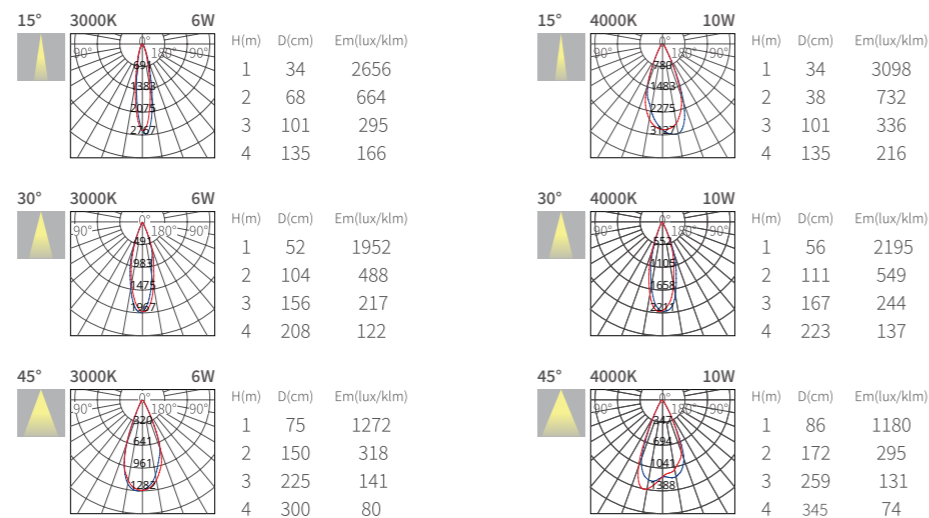 15° 3000K 6W
0°
90° 180°
691
1383
2075
2767
H(m) D(cm) Em(lux/klm)
1 34 2656
2 68 664
3 101 295
4 135 166
15° 4000K 10W
0°
90° 180° 90°
780
1483
2275
3127
H(m) D(cm) Em(lux/klm)
1 34 3098
2 38 732
3 101 336
4 135 216
30° 3000K 6W
0°
90° 180° 90°
491
983
1475
1967
H(m) D(cm) Em(lux/klm)
1 52 1952
2 104 488
3 156 217
4 208 122
30° 4000K 10W
0°
90° 180° 90°
552
1105
1658
2211
H(m) D(cm) Em(lux/klm)
1 56 2195
2 111 549
3 167 244
4 223 137
45° 3000K 6W
0°
90° 180° 90°
320
641
961
1282
H(m) D(cm) Em(lux/klm)
1 75 1272
2 150 318
3 225 141
4 300 80
45° 4000K 10W
0°
90° 180° 90°
347
694
1041
1388
H(m) D(cm) Em(lux/klm)
1 86 1180
2 172 295
3 259 131
4 345 74